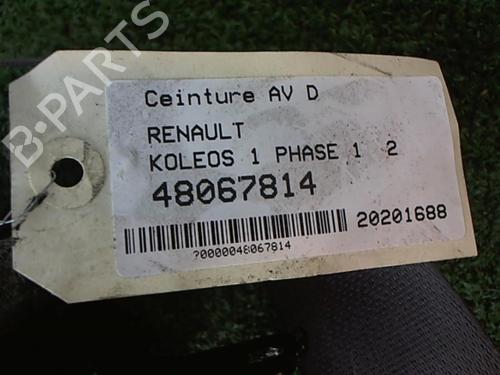 B-PARTS
Ceinture AV D
RENAULT
KOLEOS 1 PHASE 1 2
48067814
20201688
?0000048067814